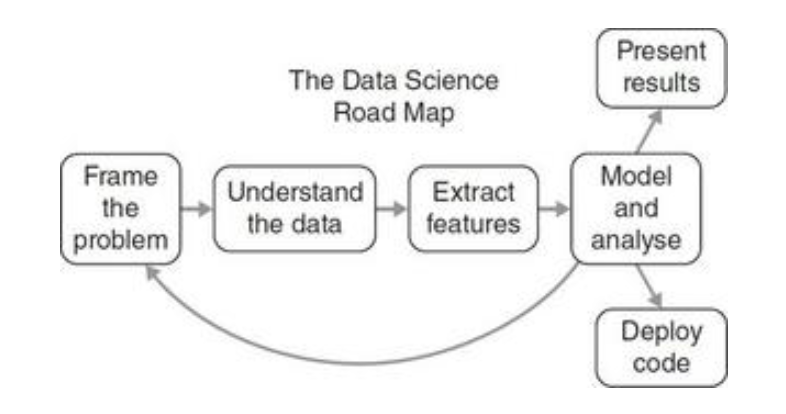 The Data Science
Road Map
Frame
the
problem
Understand
the data
Extract
features
Model
and
analyse
Present
results
Deploy
code